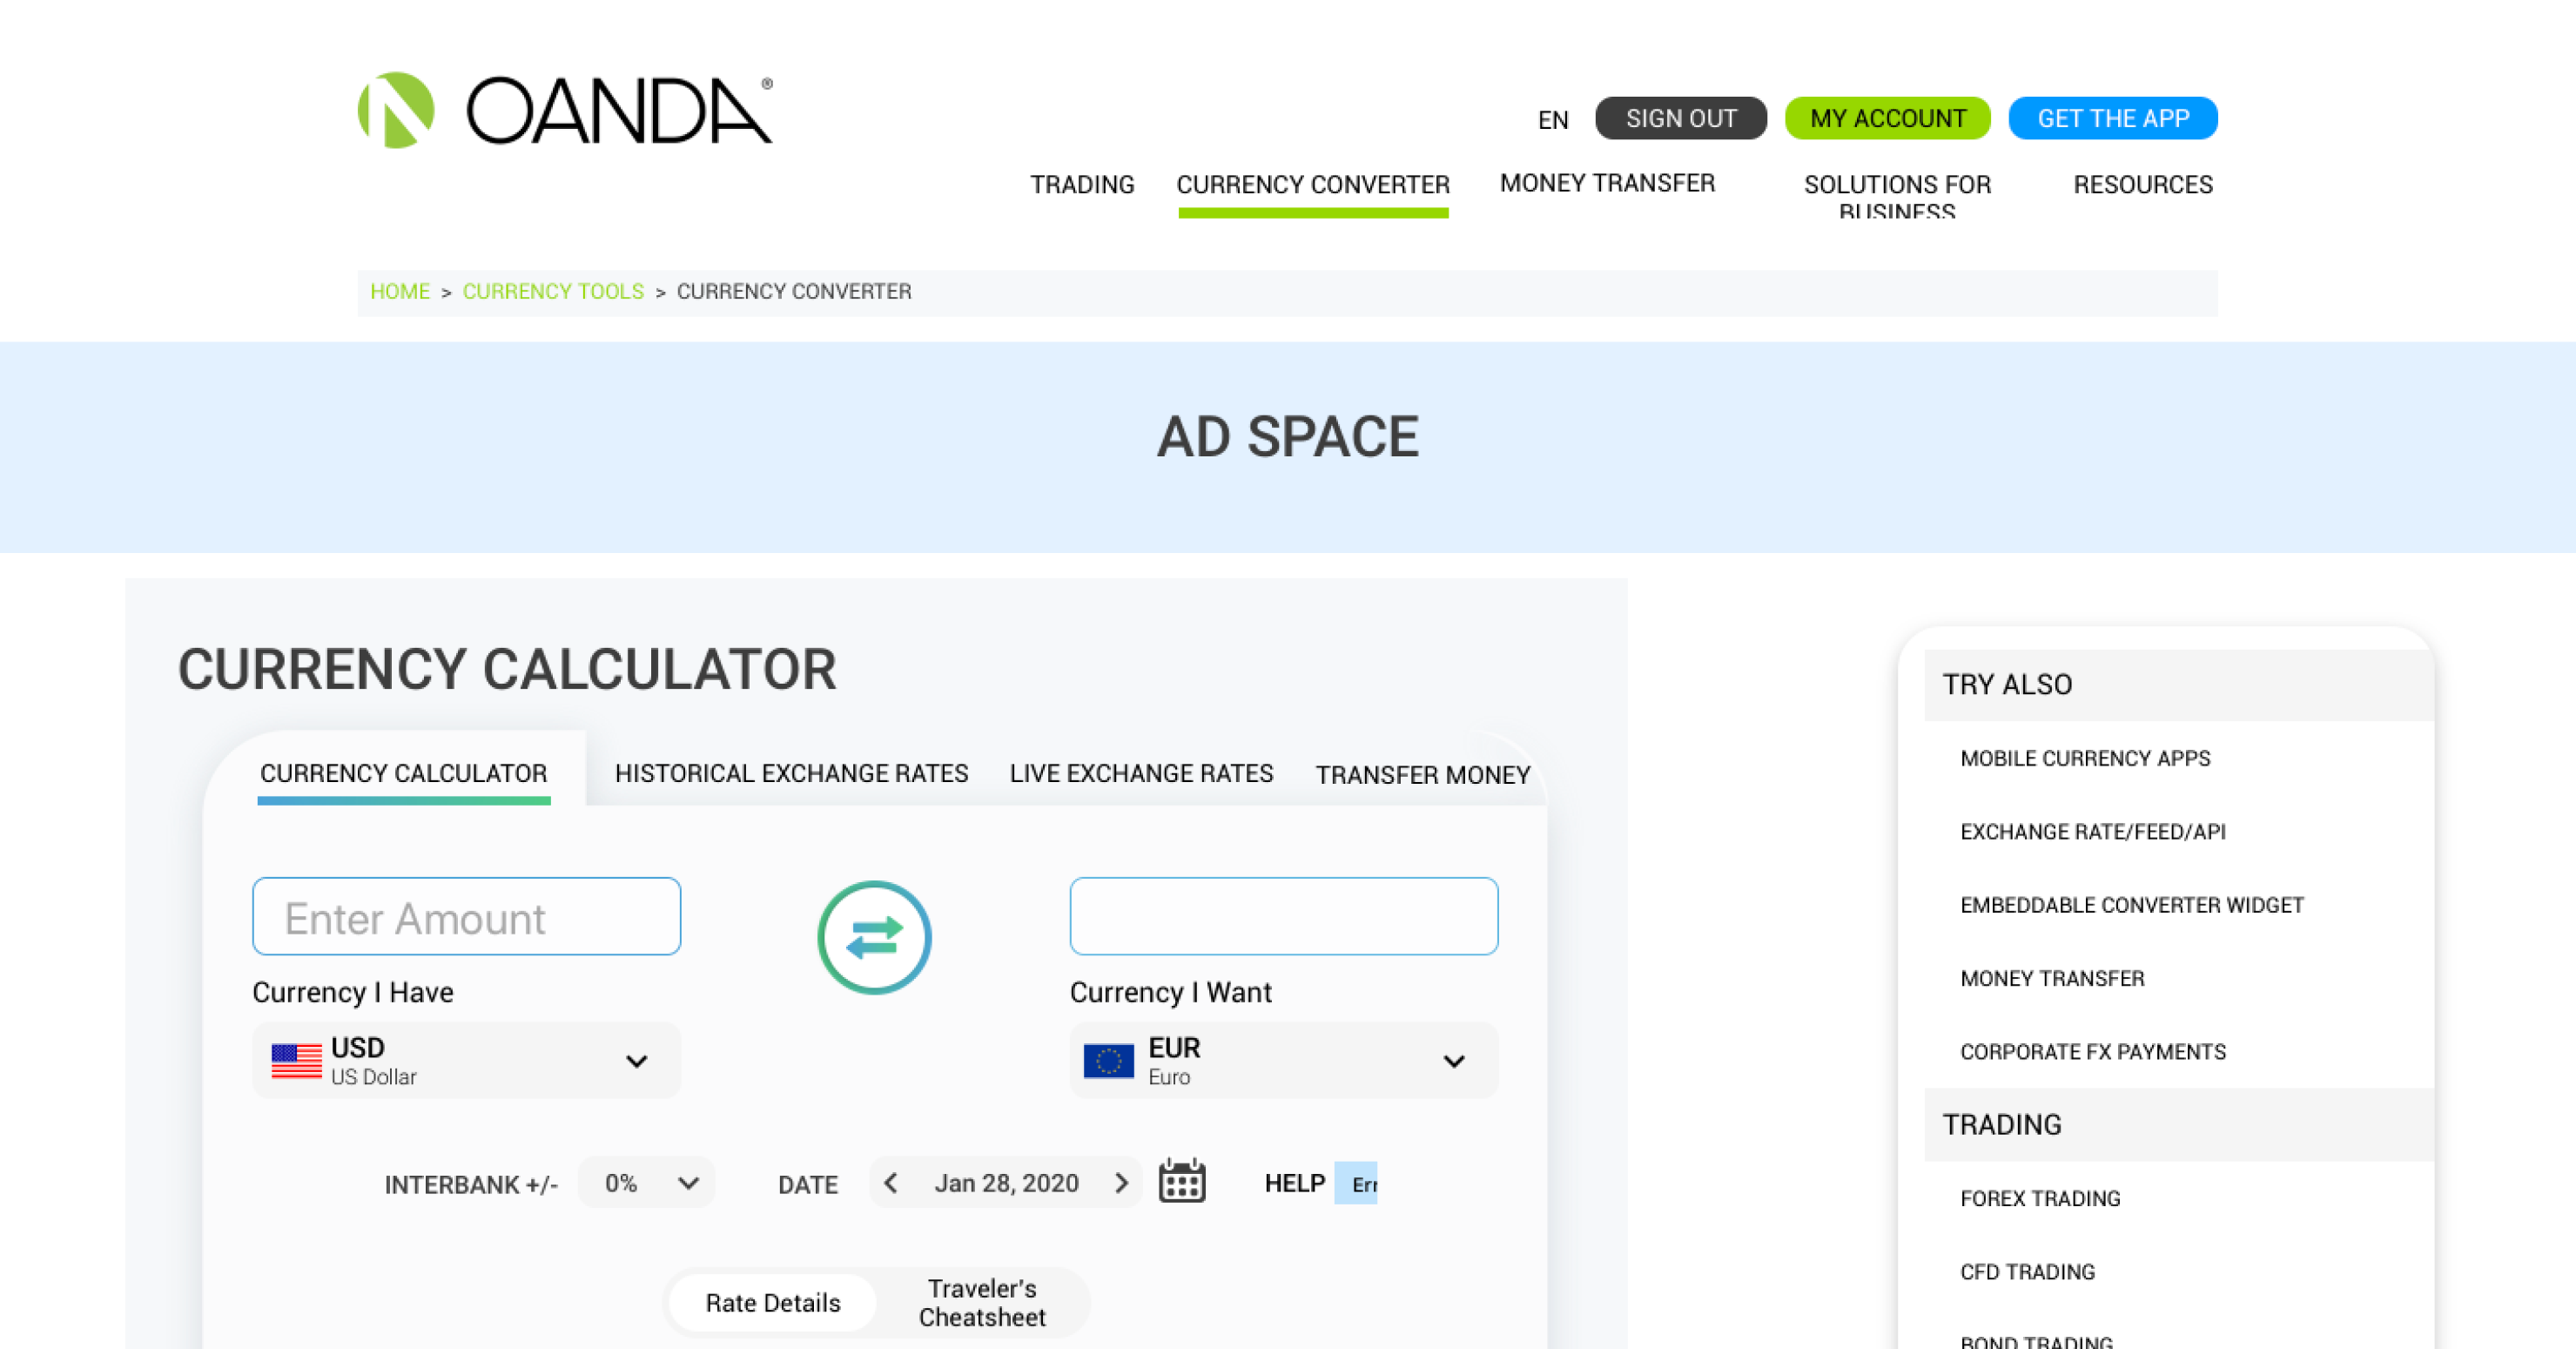 OANDA®
EN SIGN OUT MY ACCOUNT GET THE APP
TRADING CURRENCY CONVERTER MONEY TRANSFER SOLUTIONS FOR BUSINESS RESOURCES
HOME > CURRENCY TOOLS > CURRENCY CONVERTER
AD SPACE
CURRENCY CALCULATOR
CURRENCY CALCULATOR HISTORICAL EXCHANGE RATES LIVE EXCHANGE RATES TRANSFER MONEY
Enter Amount
Currency I Have Currency I Want
USD EUR
US Dollar Euro
INTERBANK +/- 0% DATE < Jan 28, 2020 > HELP Err
Rate Details
Traveler's
Cheatsheet
TRY ALSO
MOBILE CURRENCY APPS
EXCHANGE RATE/FEED/API
EMBEDDABLE CONVERTER WIDGET
MONEY TRANSFER
CORPORATE FX PAYMENTS
TRADING
FOREX TRADING
CFD TRADING
BOND TRADING